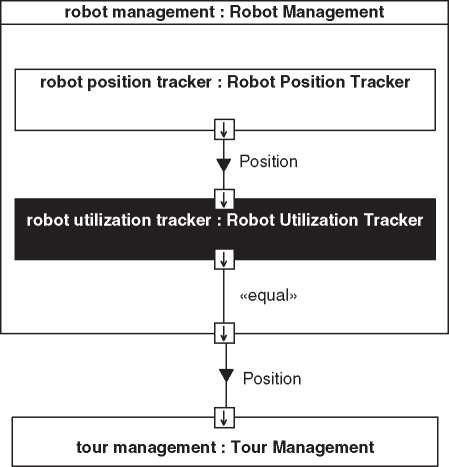 robot management : Robot Management
robot position tracker : Robot Position Tracker
Position
robot utilization tracker : Robot Utilization Tracker
«equal»
Position
tour management : Tour Management